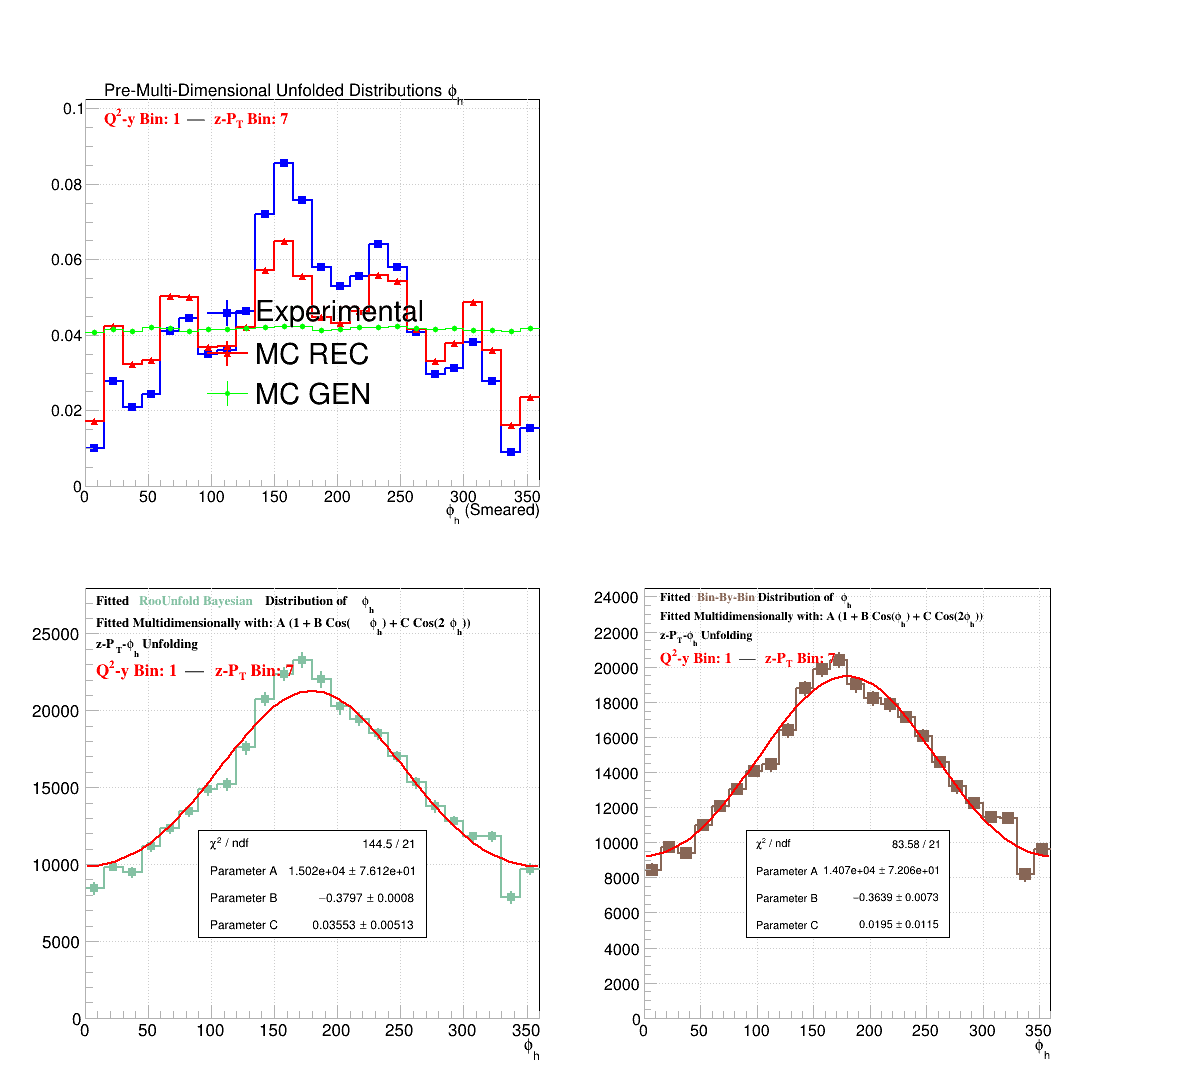 Pre-Multi-Dimensional Unfolded Distributions ϕh
Q2-y Bin: 1 — z-PT Bin: 7
0.1
0.08
0.06
0.04
0.02
0
Experimental
MC REC
MC GEN
0 50 100 150 200 250 300 350
ϕh (Smeared)
Fitted RooUnfold Bayesian Distribution of ϕh
Fitted Multidimensionally with: A (1 + B Cos(ϕh) + C Cos(2 ϕh))
z-PT-ϕh Unfolding
Q2-y Bin: 1 — z-PT Bin: 7
25000
20000
15000
10000
5000
0
χ2 / ndf 144.5 / 21
Parameter A 1.502e+04 ± 7.612e+01
Parameter B −0.3797 ± 0.0008
Parameter C 0.03553 ± 0.00513
0 50 100 150 200 250 300 350
ϕh
Fitted Bin-By-Bin Distribution of ϕh
Fitted Multidimensionally with: A (1 + B Cos(ϕh) + C Cos(2ϕh))
z-PT-ϕh Unfolding
Q2-y Bin: 1 — z-PT Bin: 7
24000
22000
20000
18000
16000
14000
12000
10000
8000
6000
4000
2000
0
χ2 / ndf 83.58 / 21
Parameter A 1.407e+04 ± 7.206e+01
Parameter B −0.3639 ± 0.0073
Parameter C 0.0195 ± 0.0115
0 50 100 150 200 250 300 350
ϕh